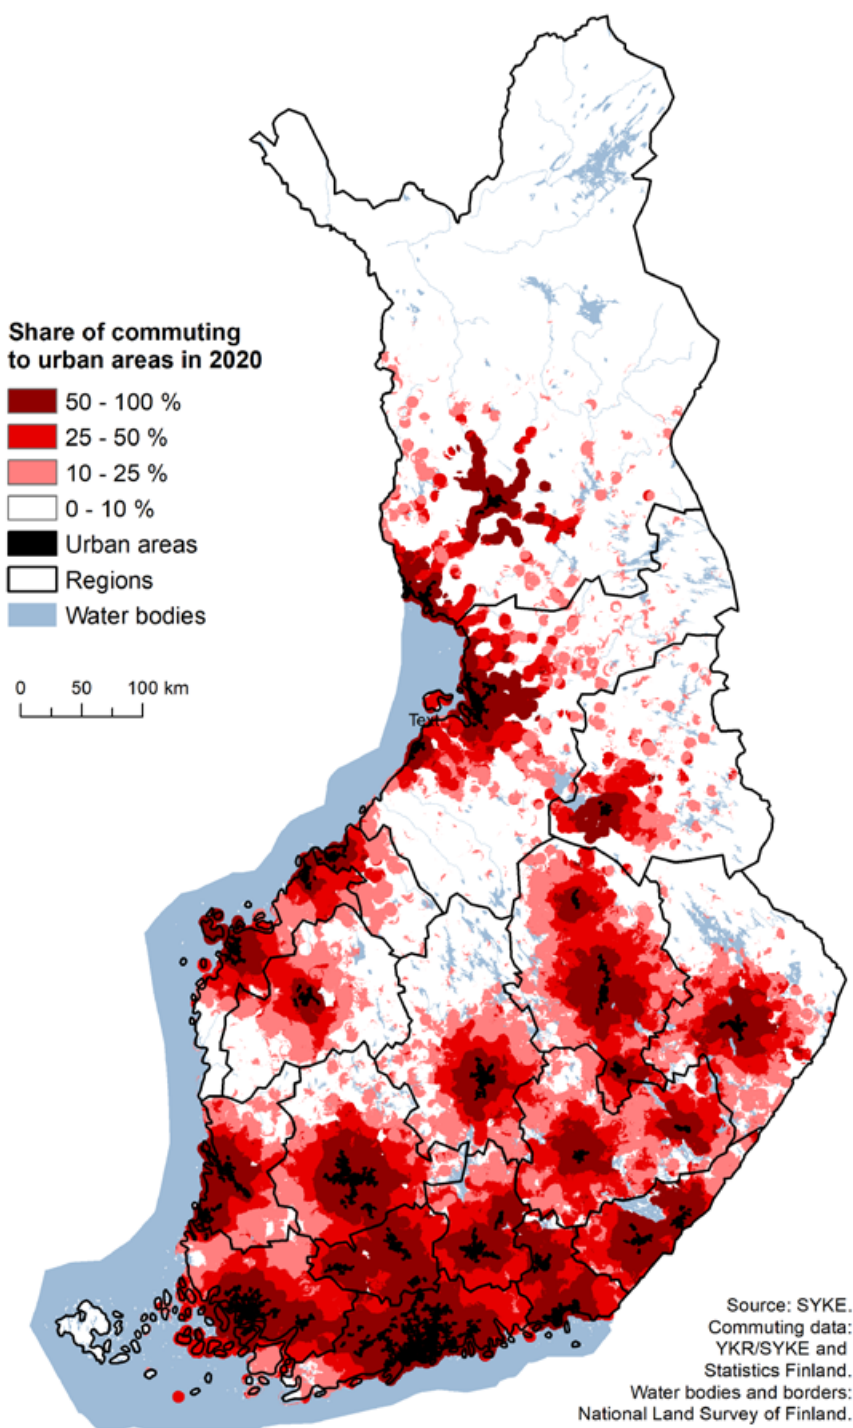 Share of commuting
to urban areas in 2020
50 - 100 %
25 - 50 %
10 - 25 %
0 - 10 %
Urban areas
Regions
Water bodies
0 50 100 km
Text
Source: SYKE.
Commuting data:
YKR/SYKE and
Statistics Finland.
Water bodies and borders:
National Land Survey of Finland.